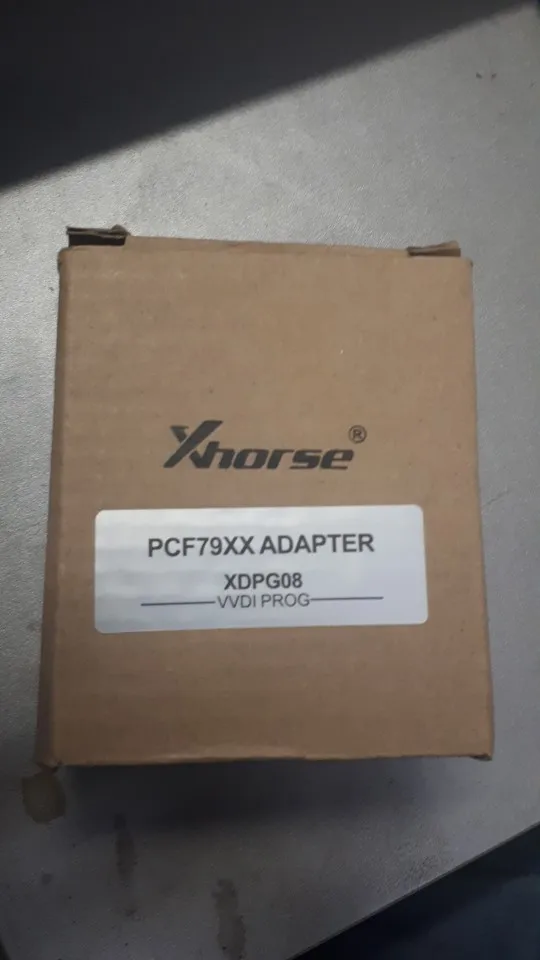 Xhorse®
PCF79XX ADAPTER
XDPG08
VVDI PROG